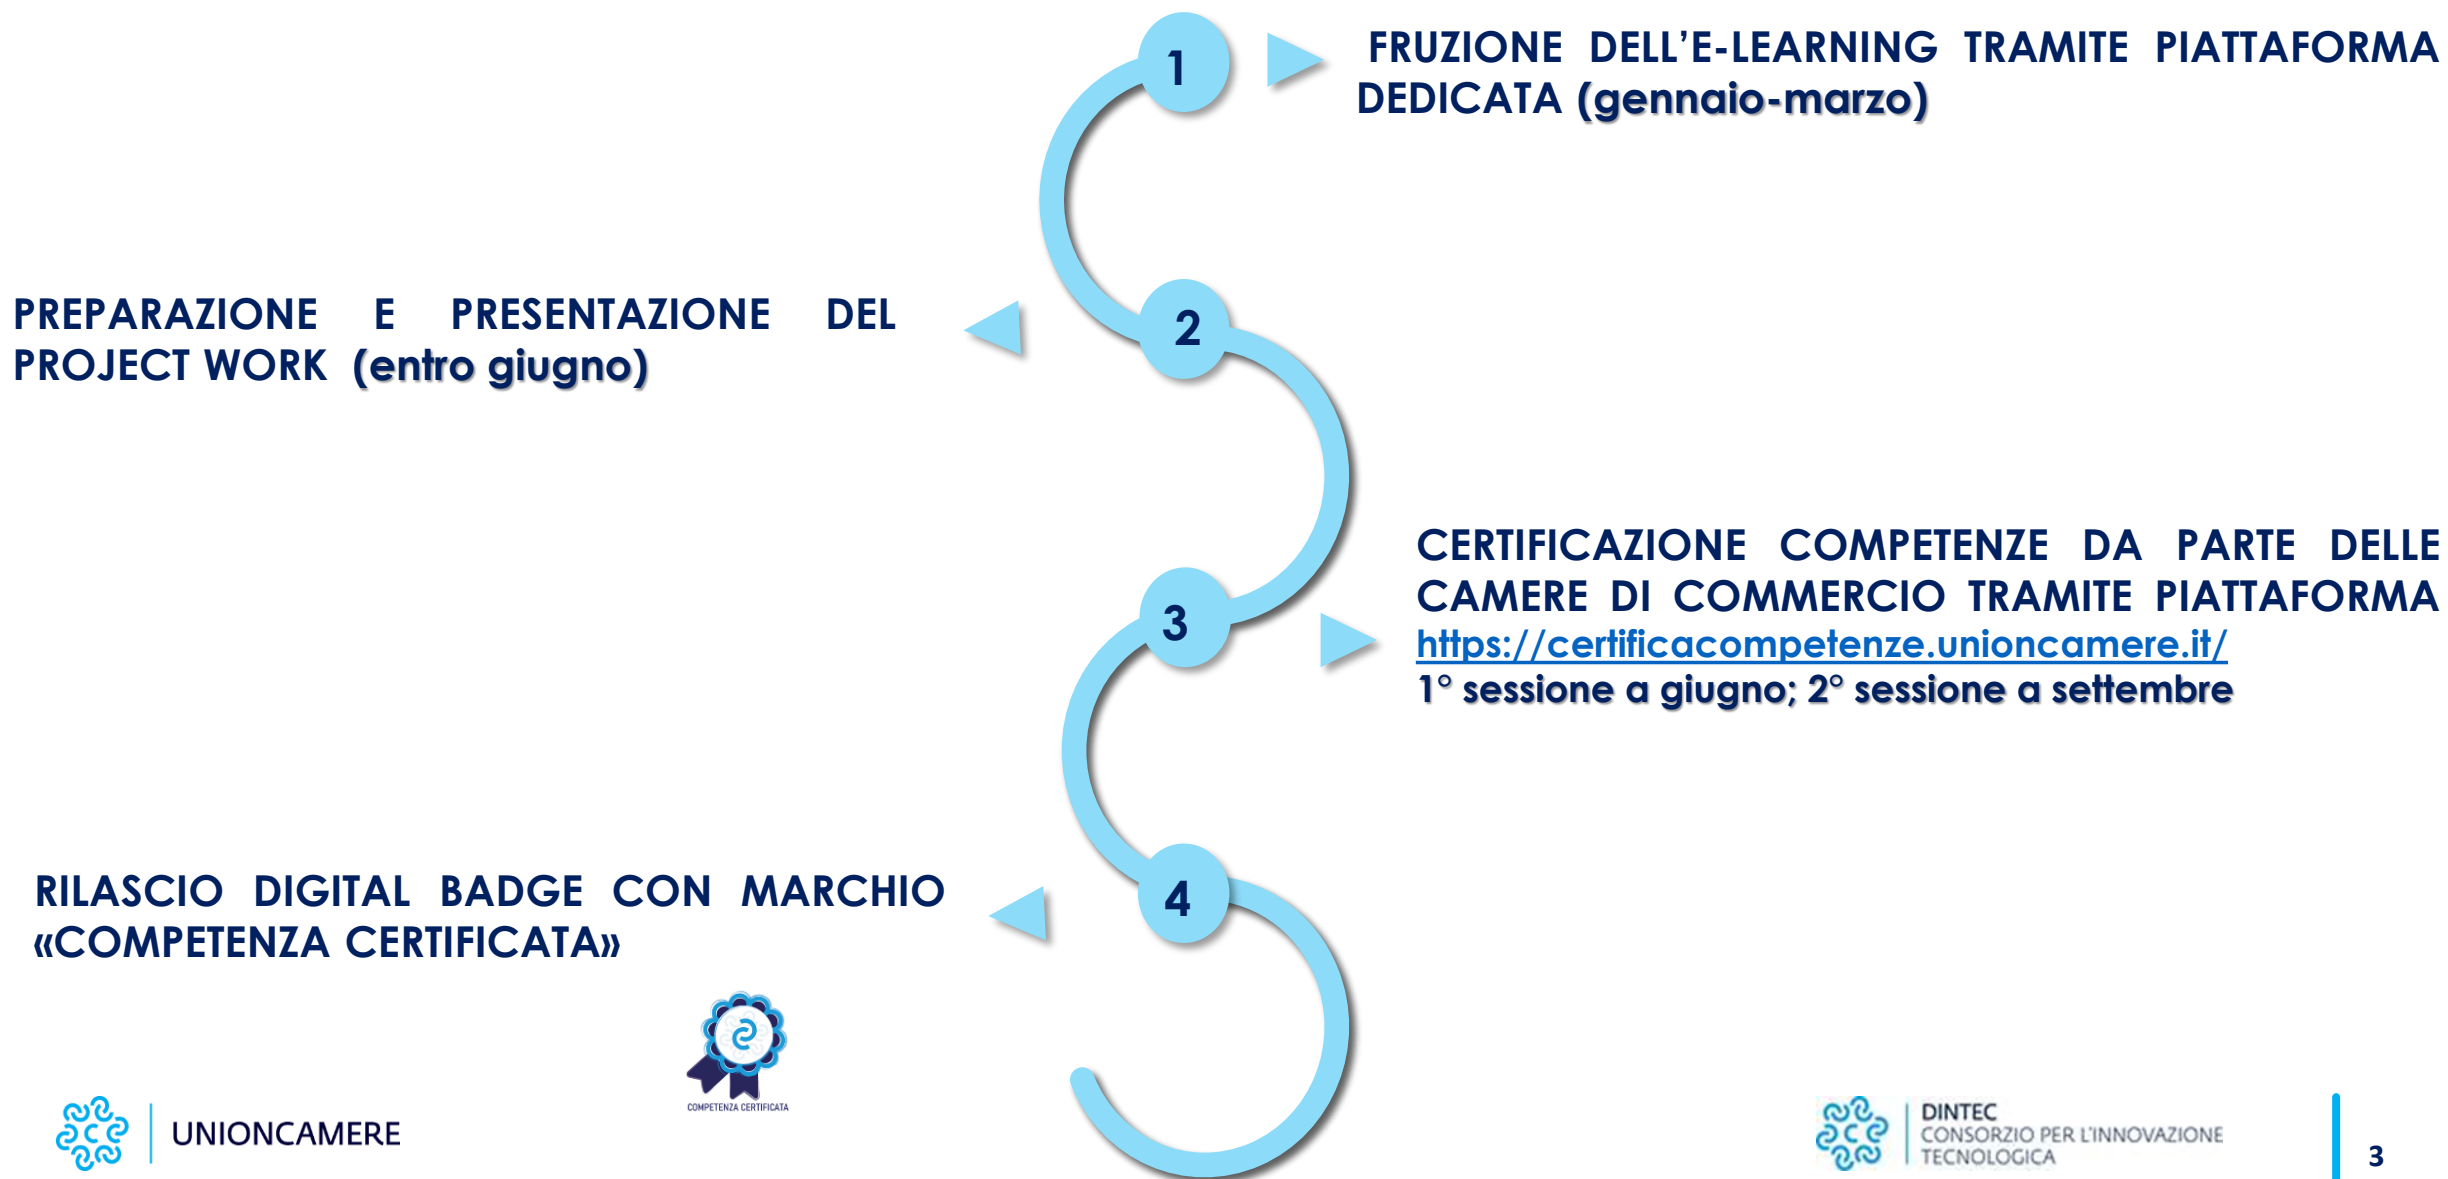 1
FRUZIONE DELL’E-LEARNING TRAMITE PIATTAFORMA
DEDICATA (gennaio-marzo)
2
PREPARAZIONE E PRESENTAZIONE DEL
PROJECT WORK (entro giugno)
3
CERTIFICAZIONE COMPETENZE DA PARTE DELLE
CAMERE DI COMMERCIO TRAMITE PIATTAFORMA
https://certificacompetenze.unioncamere.it/
1° sessione a giugno; 2° sessione a settembre
4
RILASCIO DIGITAL BADGE CON MARCHIO
«COMPETENZA CERTIFICATA»
COMPETENZA CERTIFICATA
UNIONCAMERE
DINTEC
CONSORZIO PER L'INNOVAZIONE
TECNOLOGICA
3